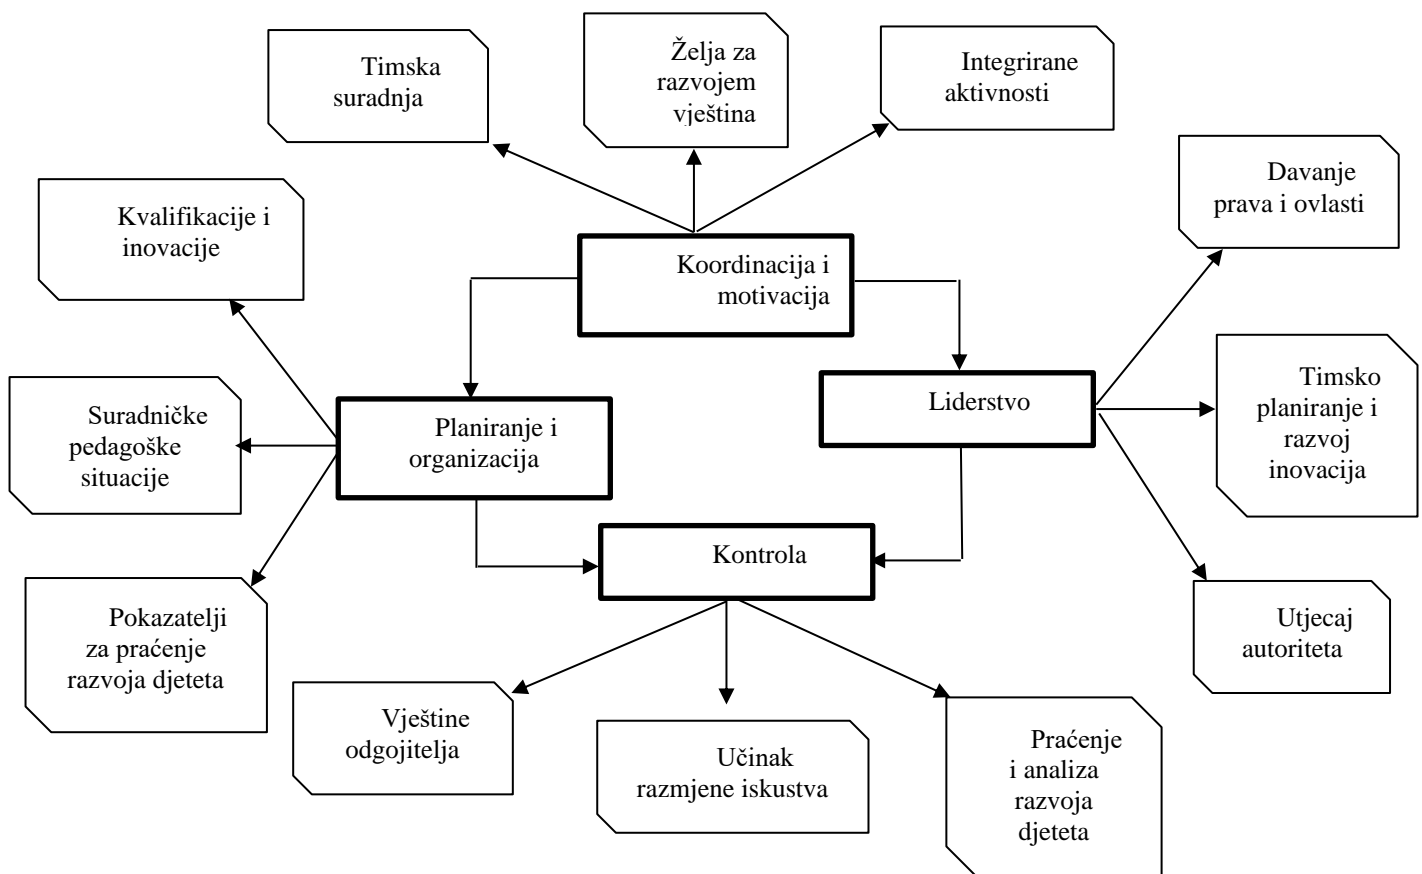 Timska
suradnja
Želja za
razvojem
vještina
Integrirane
aktivnosti
Davanje
prava i ovlasti
Kvalifikacije i
inovacije
Koordinacija i
motivacija
Timsko
planiranje i
razvoj
inovacija
Liderstvo
Suradničke
pedagoške
situacije
Planiranje i
organizacija
Kontrola
Pokazatelji
za praćenje
razvoja djeteta
Utjecaj
autoriteta
Vještine
odgojitelja
Učinak
razmjene iskustva
Praćenje
i analiza
razvoja
djeteta